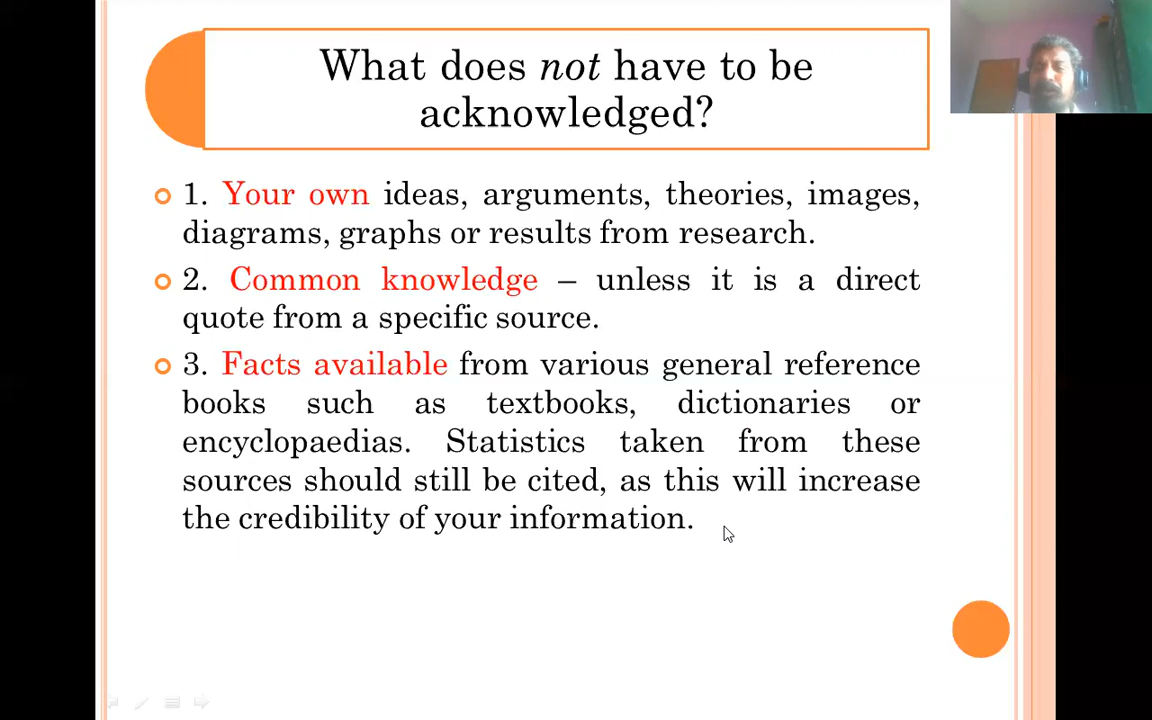 What does not have to be
acknowledged?
1. Your own ideas, arguments, theories, images,
diagrams, graphs or results from research.
2. Common knowledge – unless it is a direct
quote from a specific source.
3. Facts available from various general reference
books such as textbooks, dictionaries or
encyclopaedias. Statistics taken from these
sources should still be cited, as this will increase
the credibility of your information.